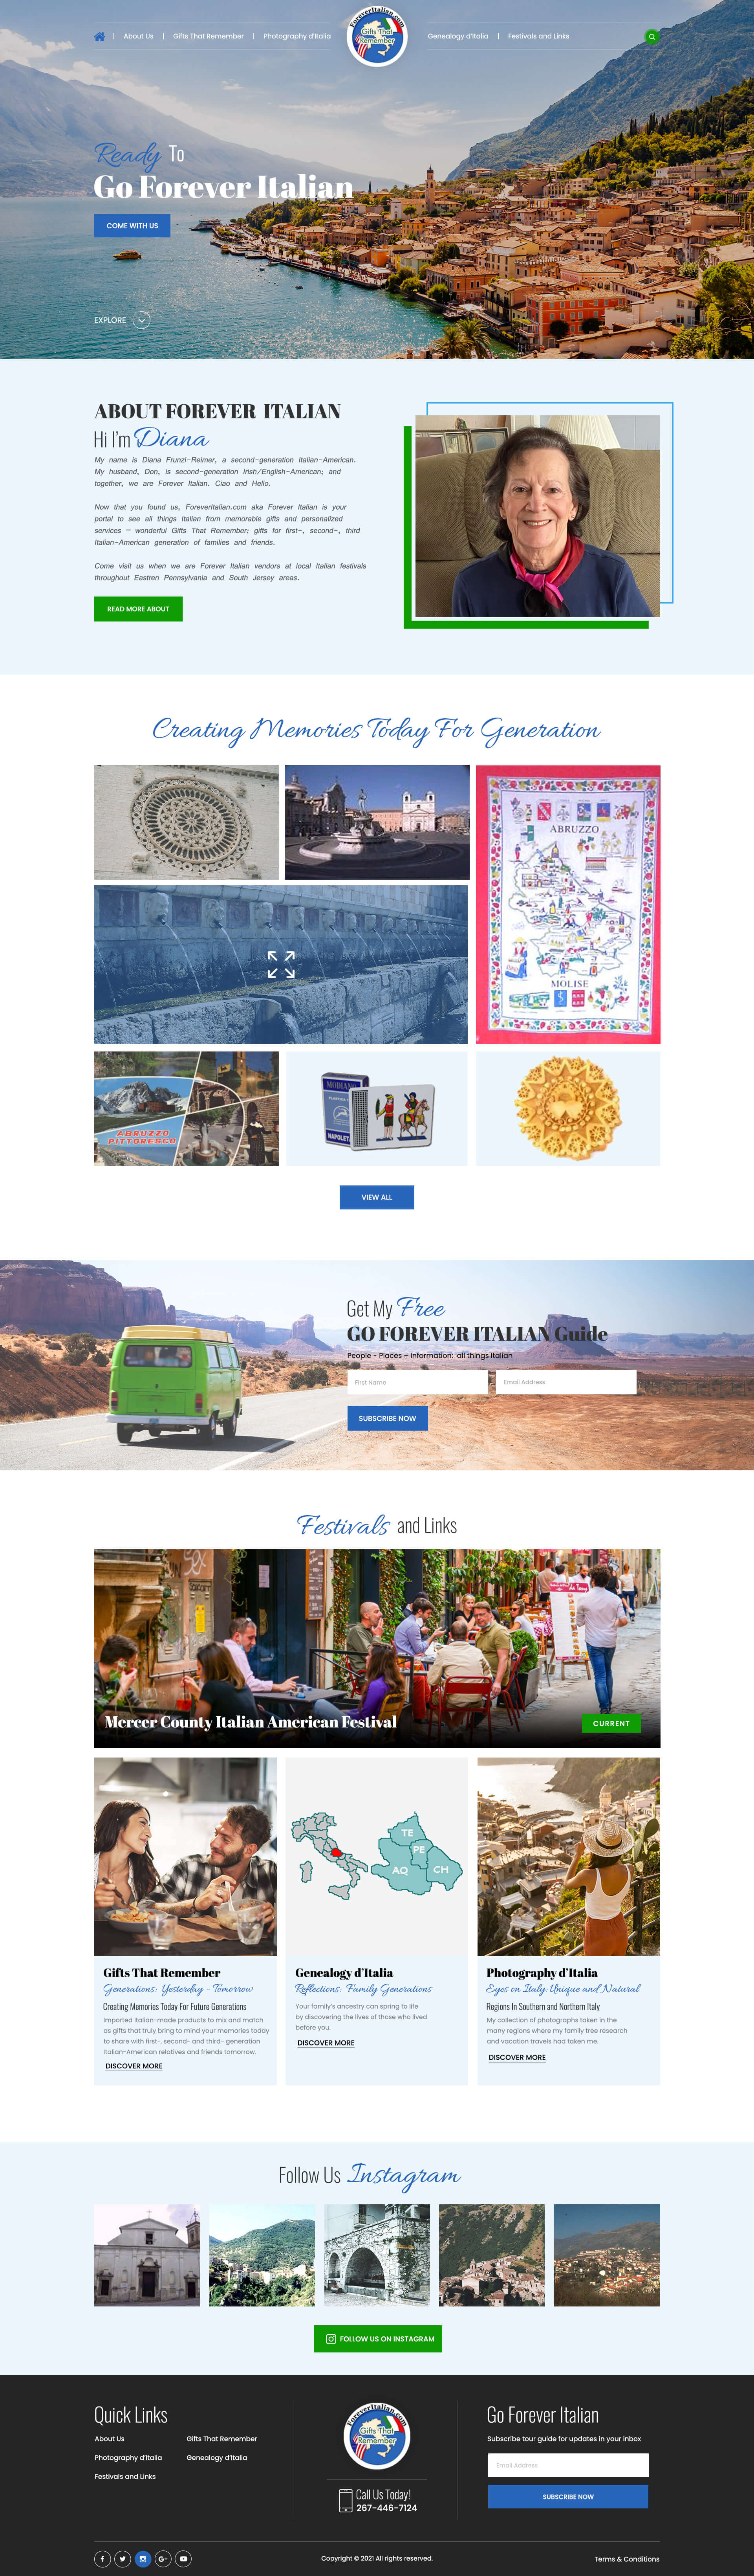 About Us
Gifts That Remember
Photography d'Italia
ForeverItalian.com
Gifts That
Remember
Genealogy d'Italia
Festivals and Links
Ready To
Go Forever Italian
COME WITH US
EXPLORE
ABOUT FOREVER ITALIAN
Hi I'm Diana
My name is Diana Frunzi-Reimer, a second-generation Italian-American.
My husband, Don, is second-generation Irish/English-American; and
together, we are Forever Italian. Ciao and Hello.
Now that you found us, ForeverItalian.com aka Forever Italian is your
portal to see all things Italian from memorable gifts and personalized
services – wonderful Gifts That Remember; gifts for first-, second-, third
Italian-American generation of families and friends.
Come visit us when we are Forever Italian vendors at local Italian festivals
throughout Eastren Pennsylvania and South Jersey areas.
READ MORE ABOUT
Creating Memories Today For Generation
ABRUZZO
MOLISE
ABRUZZO
PITTORESCO
MODIANO
NAPOLET
VIEW ALL
Get My Free
GO FOREVER ITALIAN Guide
People - Places – Information: all things Italian
First Name
Email Address
SUBSCRIBE NOW
Festivals and Links
Mercer County Italian American Festival
CURRENT
TE
PE
AQ
CH
Gifts That Remember
Generations: Yesterday - Tomorrow
Creating Memories Today For Future Generations
Imported Italian-made products to mix and match
as gifts that truly bring to mind your memories today
to share with first-, second- and third- generation
Italian-American relatives and friends tomorrow.
DISCOVER MORE
Genealogy d'Italia
Reflections: Family Generations
Your family's ancestry can spring to life
by discovering the lives of those who lived
before you.
DISCOVER MORE
Photography d'Italia
Eyes on Italy: Unique and Natural
Regions In Southern and Northern Italy
My collection of photographs taken in the
many regions where my family tree research
and vacation travels had taken me.
DISCOVER MORE
Follow Us Instagram
FOLLOW US ON INSTAGRAM
Quick Links
About Us
Gifts That Remember
Photography d'Italia
Genealogy d'Italia
Festivals and Links
ForeverItalian.com
Gifts That
Remember
Call Us Today!
267-446-7124
Go Forever Italian
Subscribe tour guide for updates in your inbox
Email Address
SUBSCRIBE NOW
Copyright © 2021 All rights reserved.
Terms & Conditions